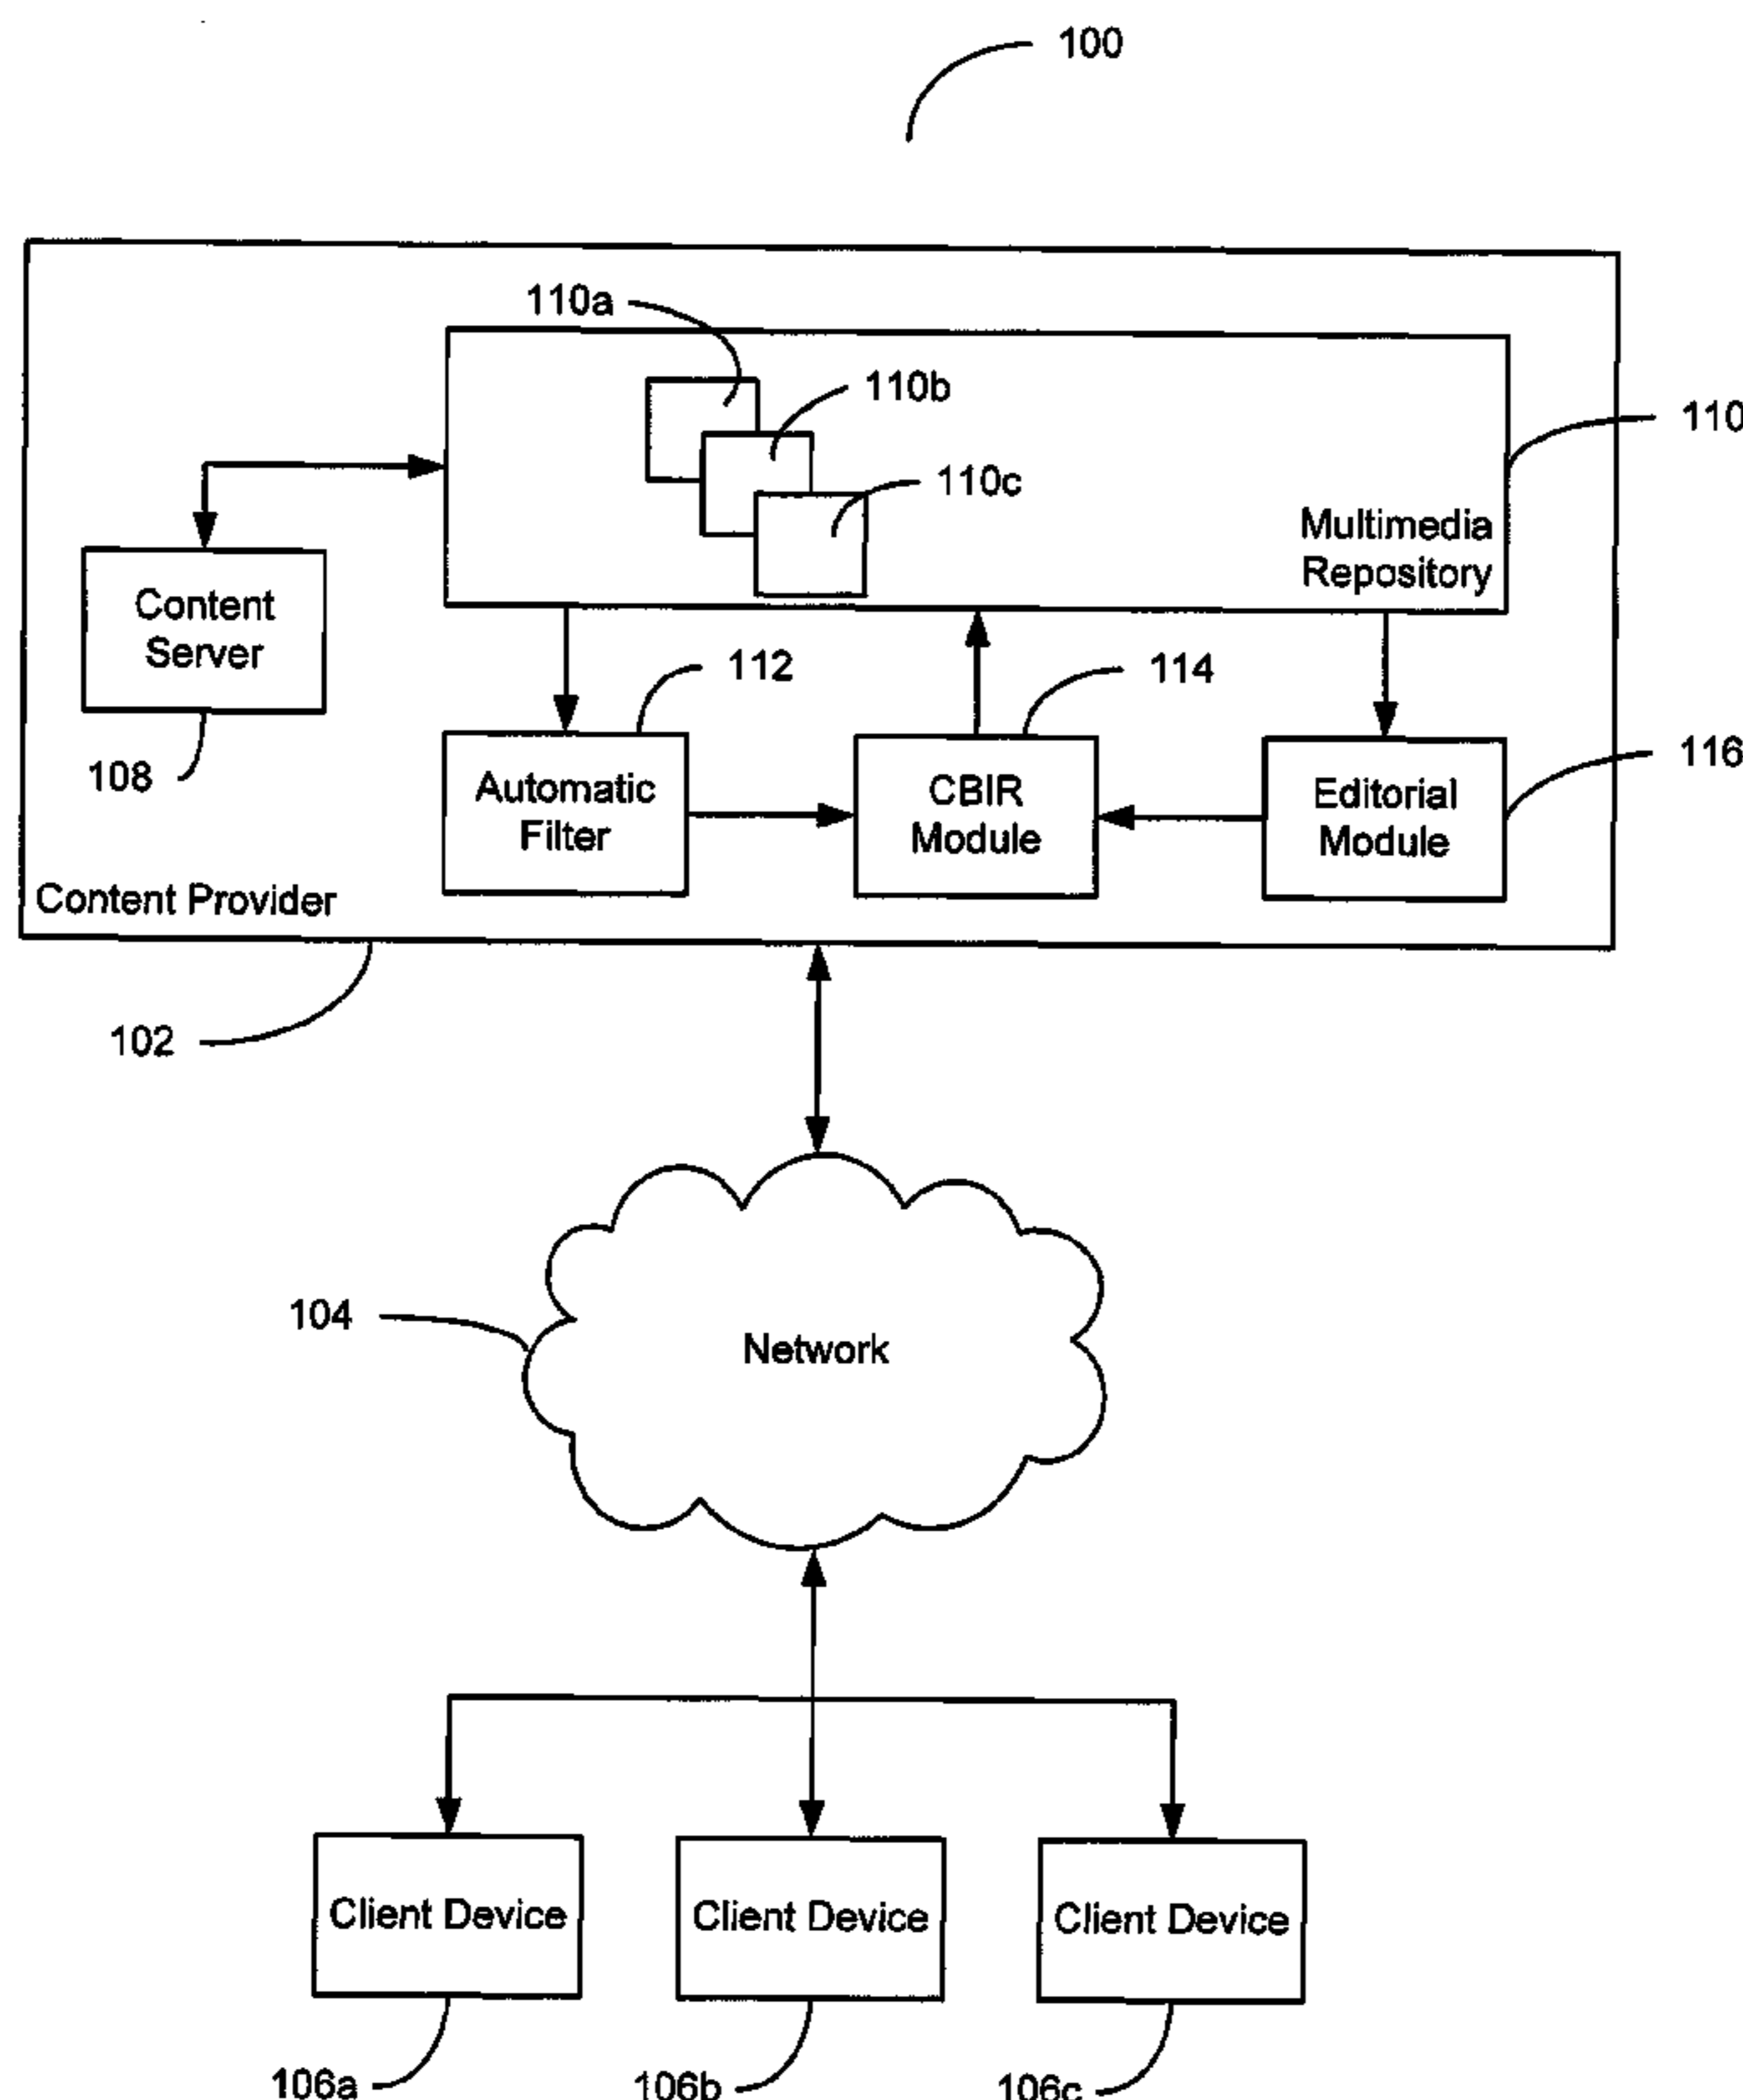 100
110a
110b
110
110c
Multimedia
Repository
Content
Server
112
114
108
116
Automatic
Filter
CBIR
Module
Editorial
Module
Content Provider
102
104
Network
Client Device
Client Device
Client Device
106a
106b
106c